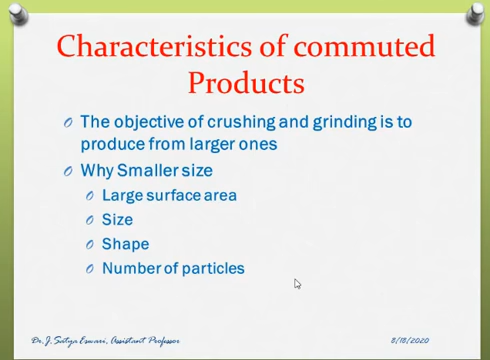 Characteristics of commuted
Products
The objective of crushing and grinding is to
produce from larger ones
Why Smaller size
Large surface area
Size
Shape
Number of particles
Dr. J. Satya Eswari, Assistant Professor
8/18/2020